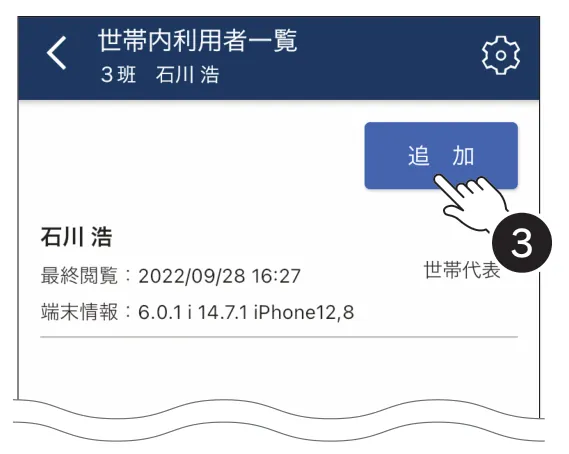 世帯内利用者一覧
3班　石川 浩
追　加
3
石川 浩
最終閲覧：2022/09/28 16:27
世帯代表
端末情報：6.0.1 i 14.7.1 iPhone12,8